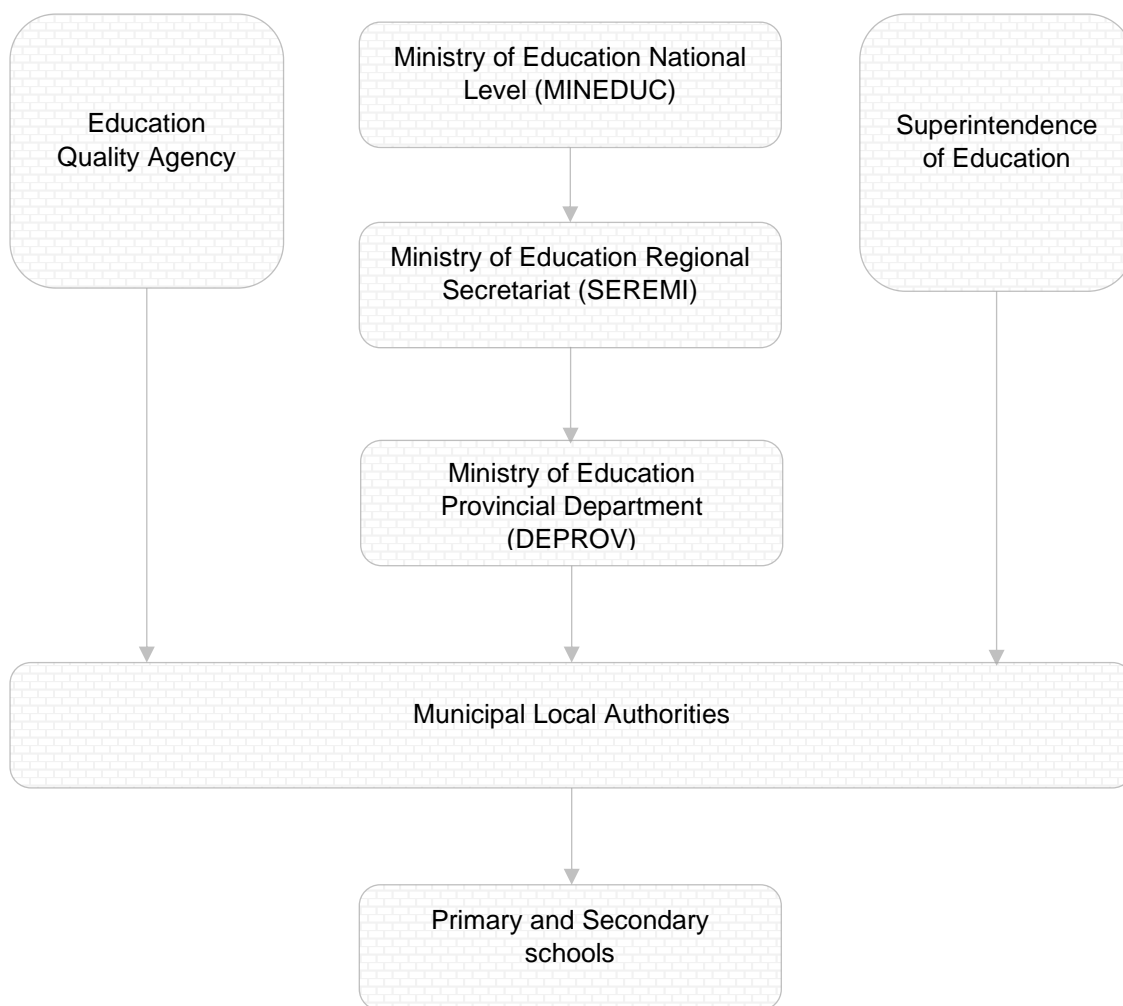 Ministry of Education National
Level (MINEDUC)
Education
Quality Agency
Superintendence
of Education
Ministry of Education Regional
Secretariat (SEREMI)
Ministry of Education
Provincial Department
(DEPROV)
Municipal Local Authorities
Primary and Secondary
schools